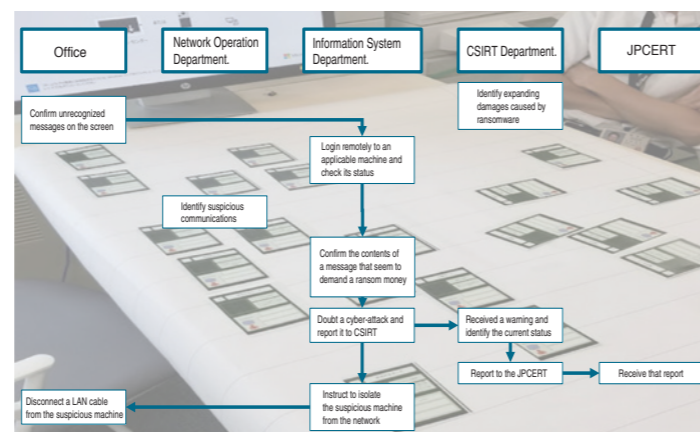 Office
Network Operation
Department.
Information System
Department.
CSIRT Department.
JPCERT
Identify expanding
damages caused by
ransomware
Confirm unrecognized
messages on the screen
Login remotely to an
applicable machine and
check its status
Identify suspicious
communications
Confirm the contents of
a message that seem to
demand a ransom money
Doubt a cyber-attack and
report it to CSIRT
Received a warning and
identify the current status
Report to the JPCERT
Receive that report
Disconnect a LAN cable
from the suspicious machine
Instruct to isolate
the suspicious machine
from the network